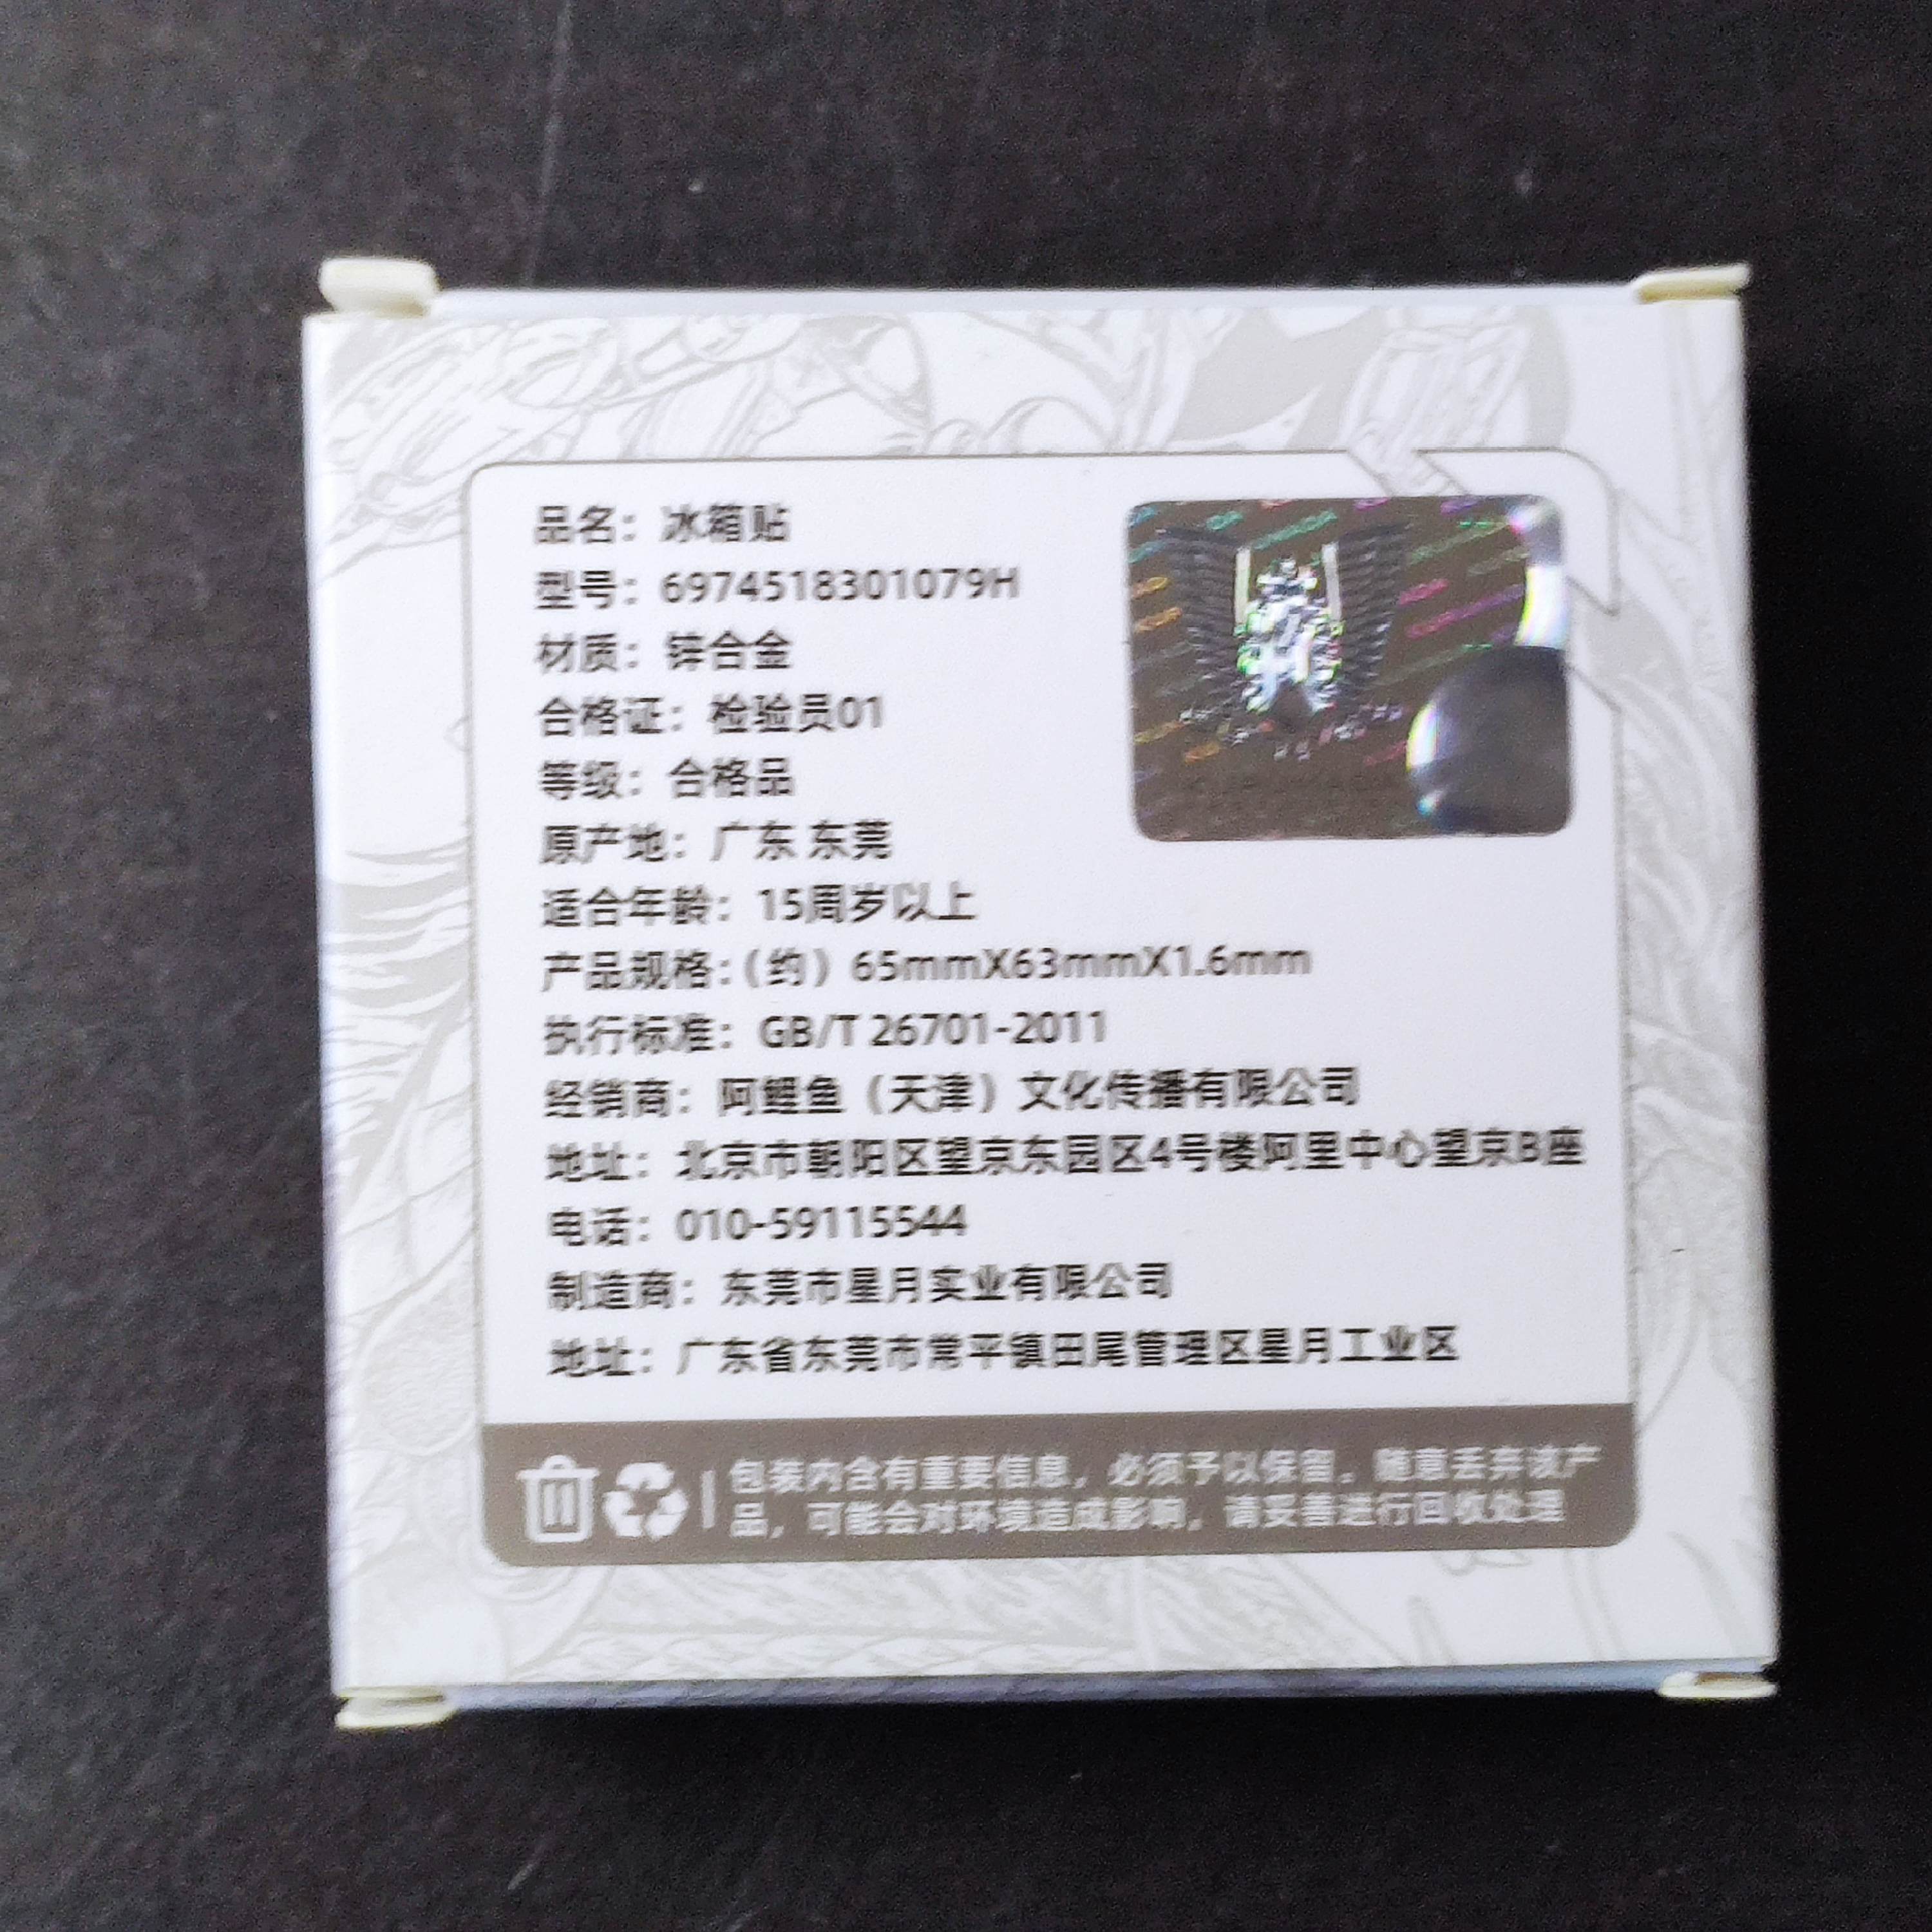 品名：冰箱贴
型号：6974518301079H
材质：锌合金
合格证：检验员01
等级：合格品
原产地：广东 东莞
适合年龄：15周岁以上
产品规格：（约）65mmX63mmX1.6mm
执行标准：GB/T 26701-2011
经销商：阿鲤鱼（天津）文化传播有限公司
地址：北京市朝阳区望京东园区4号楼阿里中心望京B座
电话：010-59115544
制造商：东莞市星月实业有限公司
地址：广东省东莞市常平镇田尾管理区星月工业区
包装内含有重要信息，必须予以保留。随意丢弃该产
品，可能会对环境造成影响，请妥善进行回收处理